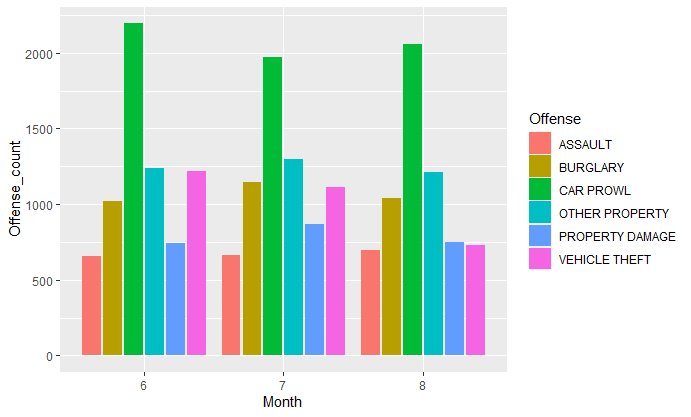 2000
1500
1000
500
0
Offense_count
6
7
8
Month
Offense
ASSAULT
BURGLARY
CAR PROWL
OTHER PROPERTY
PROPERTY DAMAGE
VEHICLE THEFT